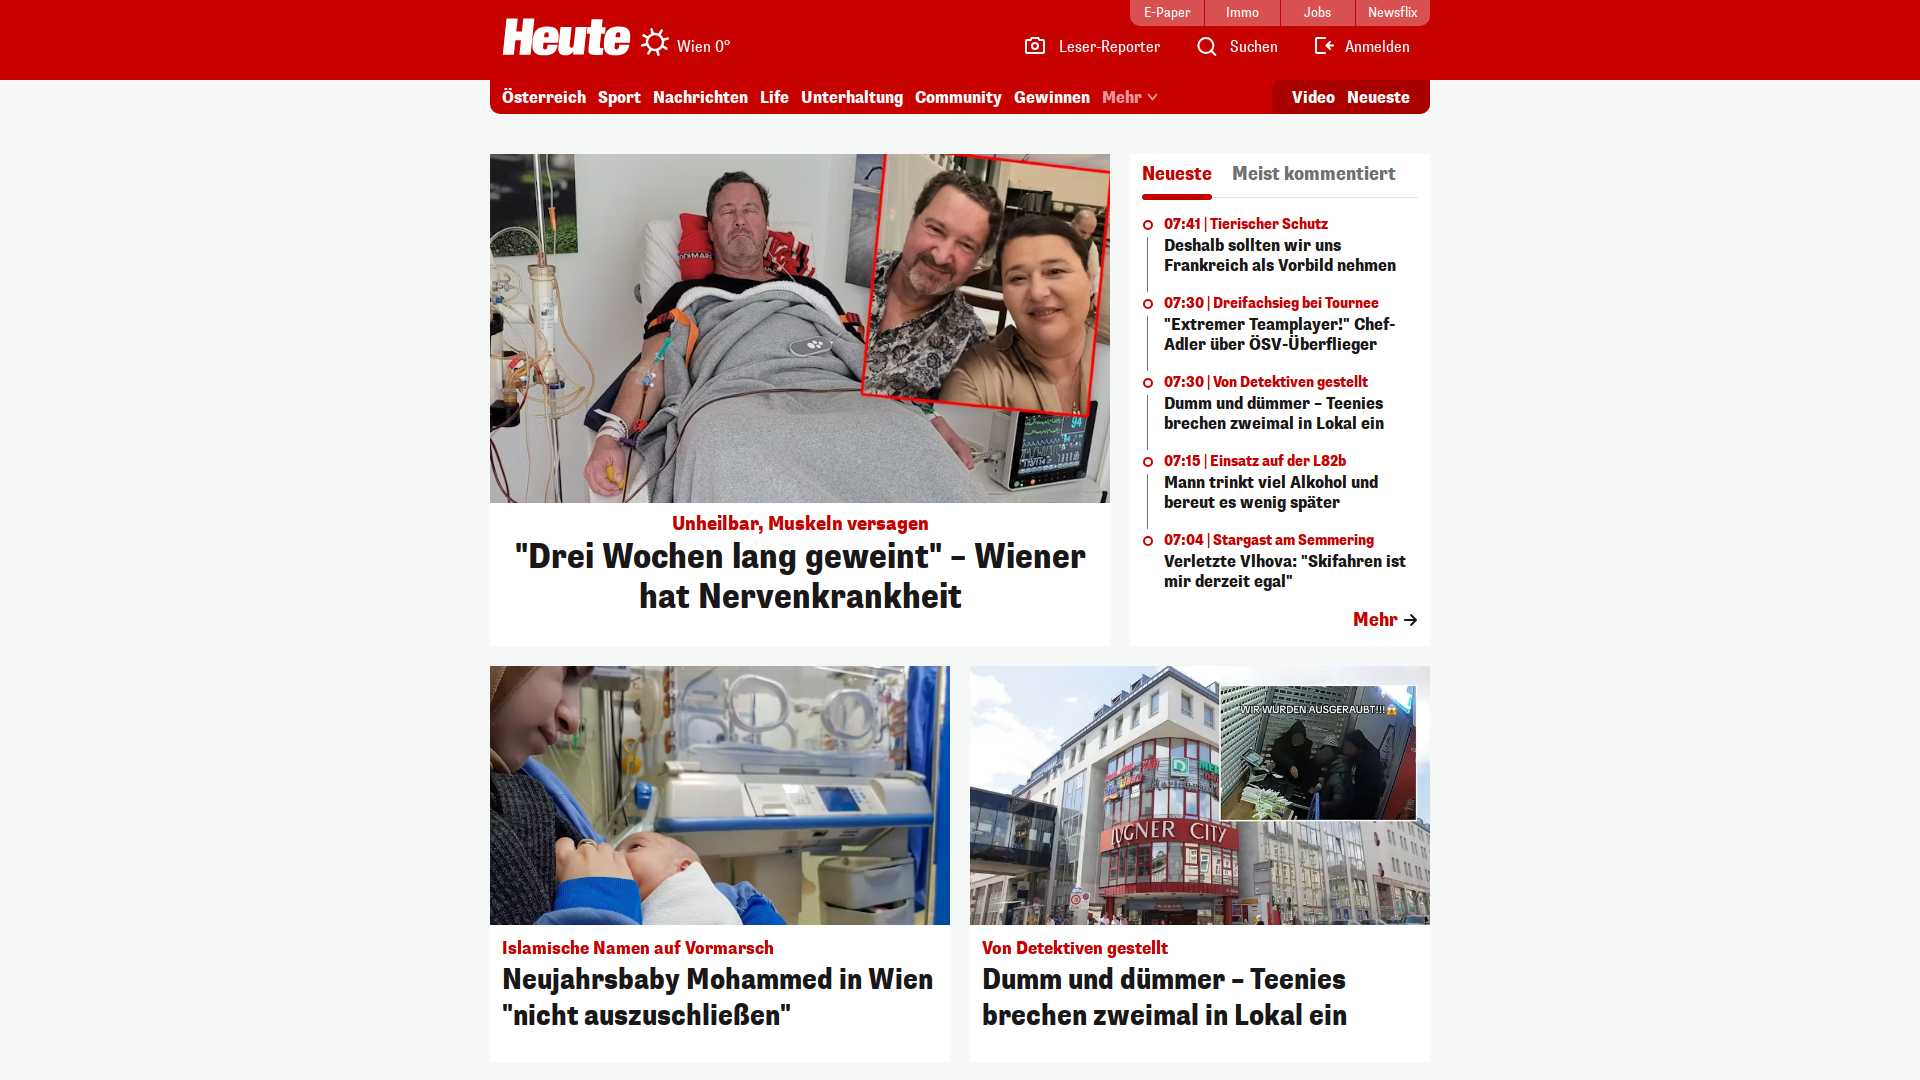 E-Paper
Immo
Jobs
Newsflix
Heute
Wien 0°
Leser-Reporter
Suchen
Anmelden
Österreich
Sport
Nachrichten
Life
Unterhaltung
Community
Gewinnen
Mehr
Video
Neueste
Unheilbar, Muskeln versagen
"Drei Wochen lang geweint" – Wiener
hat Nervenkrankheit
Neueste
Meist kommentiert
07:41 | Tierischer Schutz
Deshalb sollten wir uns
Frankreich als Vorbild nehmen
07:30 | Dreifachsieg bei Tournee
"Extremer Teamplayer!" Chef-
Adler über ÖSV-Überflieger
07:30 | Von Detektiven gestellt
Dumm und dümmer – Teenies
brechen zweimal in Lokal ein
07:15 | Einsatz auf der L82b
Mann trinkt viel Alkohol und
bereut es wenig später
07:04 | Stargast am Semmering
Verletzte Vlhova: "Skifahren ist
mir derzeit egal"
Mehr
Islamische Namen auf Vormarsch
Neujahrsbaby Mohammed in Wien
"nicht auszuschließen"
WIR WURDEN AUSGERAUBT!!!
LUGNER CITY
Von Detektiven gestellt
Dumm und dümmer – Teenies
brechen zweimal in Lokal ein